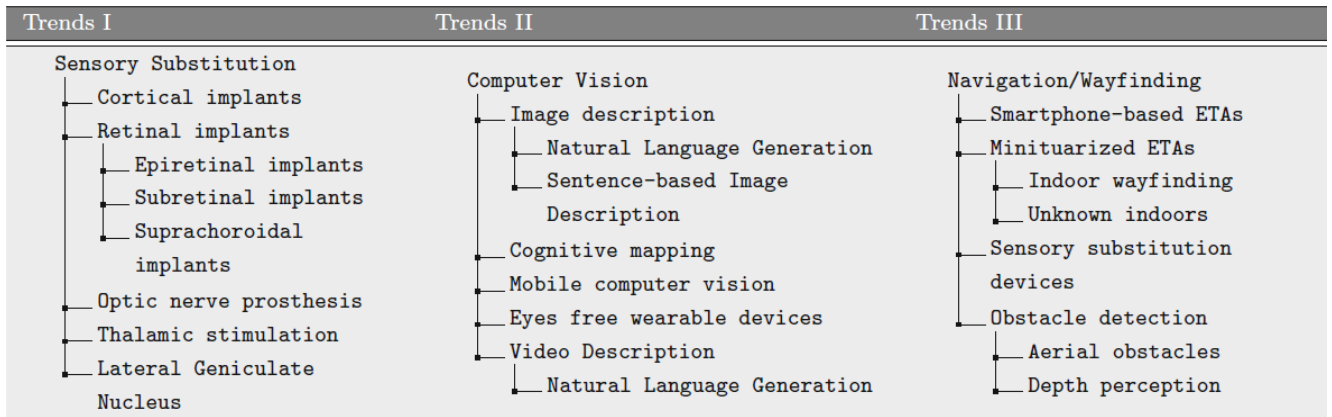 Trends I
Trends II
Trends III
Sensory Substitution
Cortical implants
Retinal implants
Epiretinal implants
Subretinal implants
Suprachoroidal
implants
Optic nerve prosthesis
Thalamic stimulation
Lateral Geniculate
Nucleus
Computer Vision
Image description
Natural Language Generation
Sentence-based Image
Description
Cognitive mapping
Mobile computer vision
Eyes free wearable devices
Video Description
Natural Language Generation
Navigation/Wayfinding
Smartphone-based ETAs
Minituarized ETAs
Indoor wayfinding
Unknown indoors
Sensory substitution
devices
Obstacle detection
Aerial obstacles
Depth perception